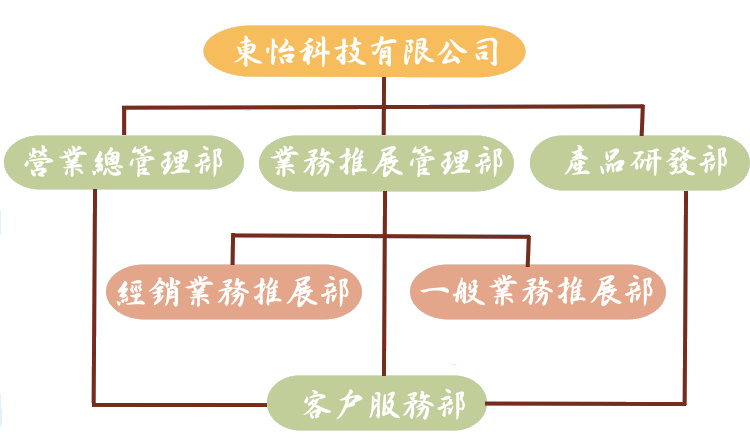 東怡科技有限公司
營業總管理部
業務推展管理部
產品研發部
經銷業務推展部
一般業務推展部
客戶服務部